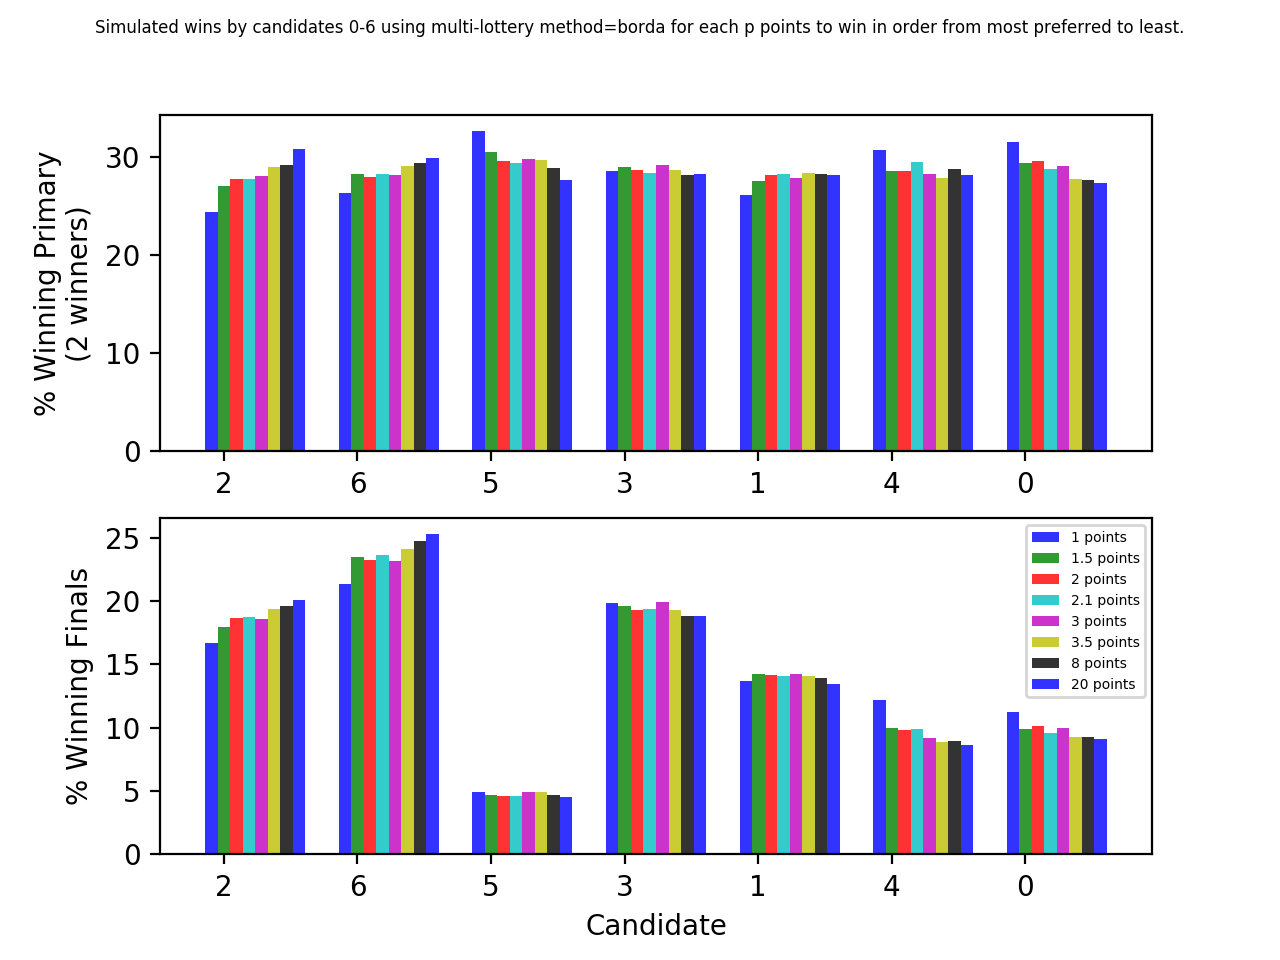 Simulated wins by candidates 0-6 using multi-lottery method=borda for each p points to win in order from most preferred to least.
% Winning Primary
(2 winners)
30
20
10
0
2 6 5 3 1 4 0
% Winning Finals
25
20
15
10
5
0
1 points
1.5 points
2 points
2.1 points
3 points
3.5 points
8 points
20 points
2 6 5 3 1 4 0
Candidate